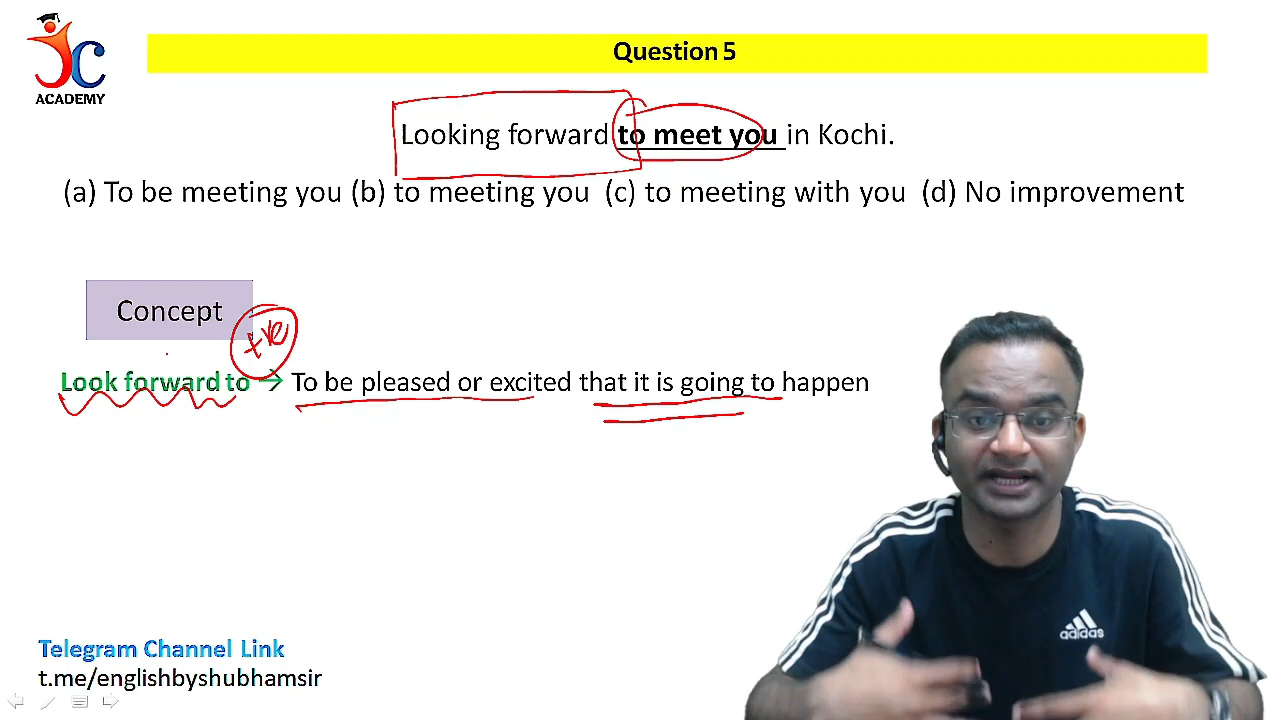 JC
ACADEMY
Question 5
Looking forward to meet you in Kochi.
(a) To be meeting you (b) to meeting you (c) to meeting with you (d) No improvement
Concept
+ve
Look forward to → To be pleased or excited that it is going to happen
adidas
Telegram Channel Link
t.me/englishbyshubhamsir